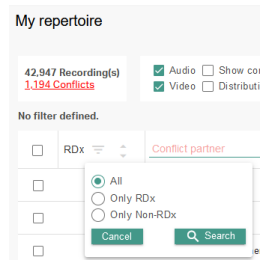 My repertoire
42,947 Recording(s)
1,194 Conflicts
Audio
Show
Video
No filter defined.
RDx
Conflict partner
All
Only RDx
Only Non-RDx
Cancel
Search